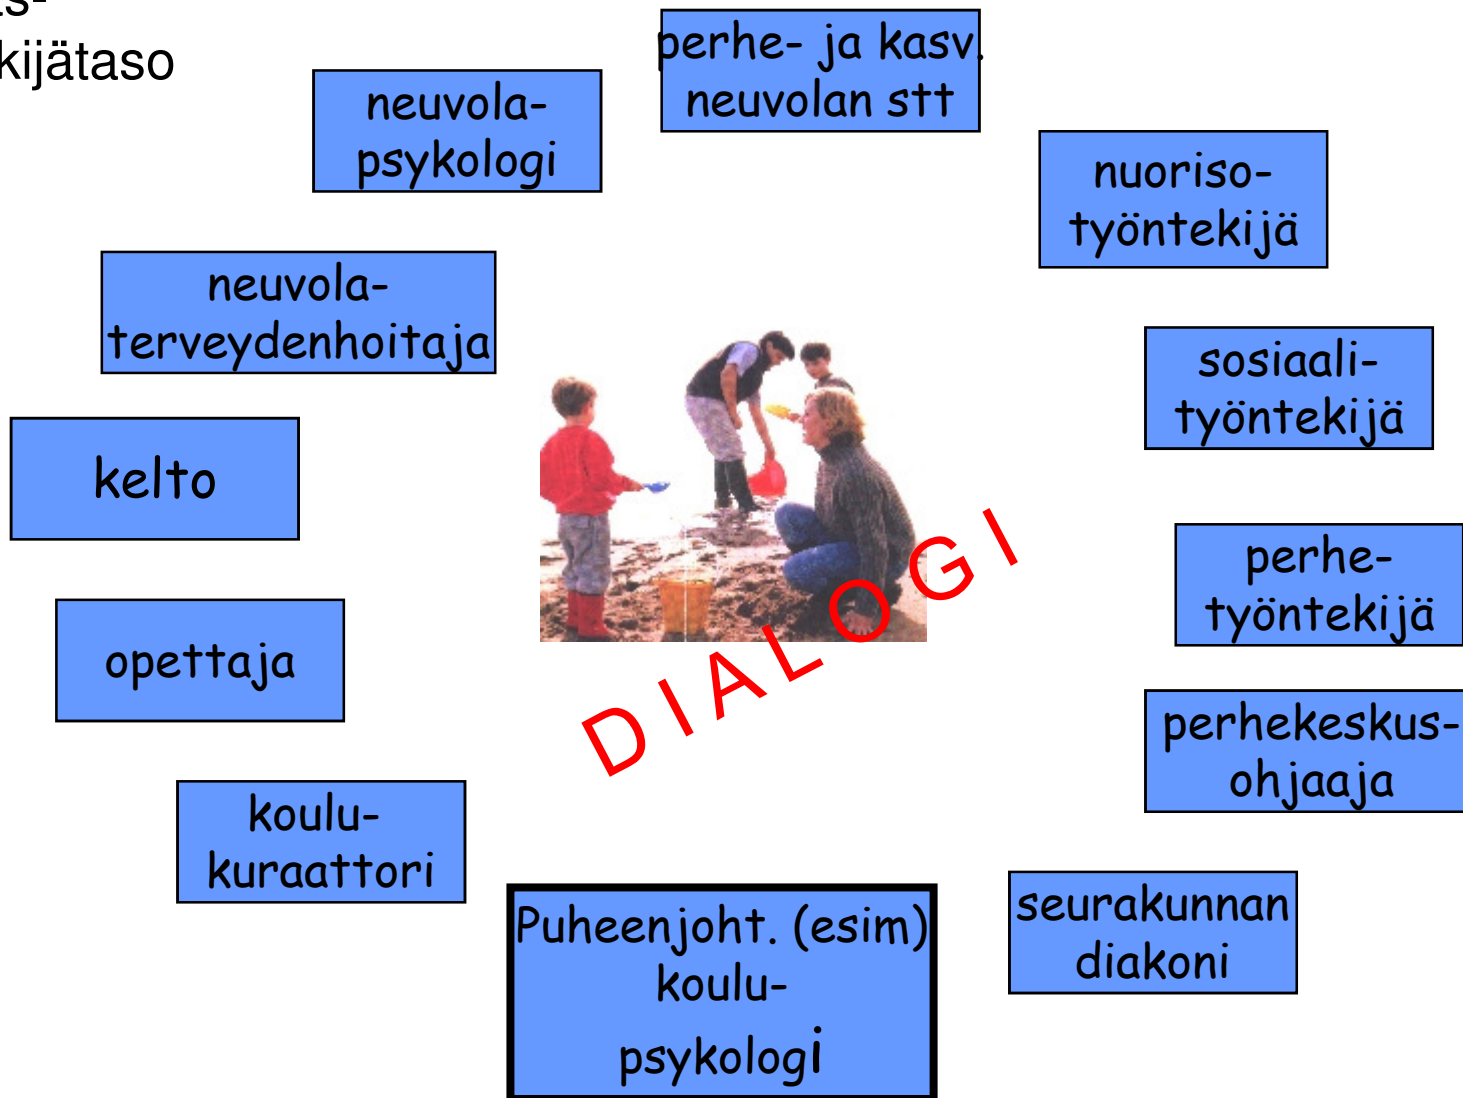 kijätaso
perhe- ja kasv.
neuvolan stt
neuvola-
psykologi
nuoriso-
työntekijä
neuvola-
terveydenhoitaja
sosiaali-
työntekijä
kelto
perhe-
työntekijä
opettaja
DIALOGI
perhekeskus-
ohjaaja
koulu-
kuraattori
seurakunnan
diakoni
Puheenjoht. (esim)
koulu-
psykologi